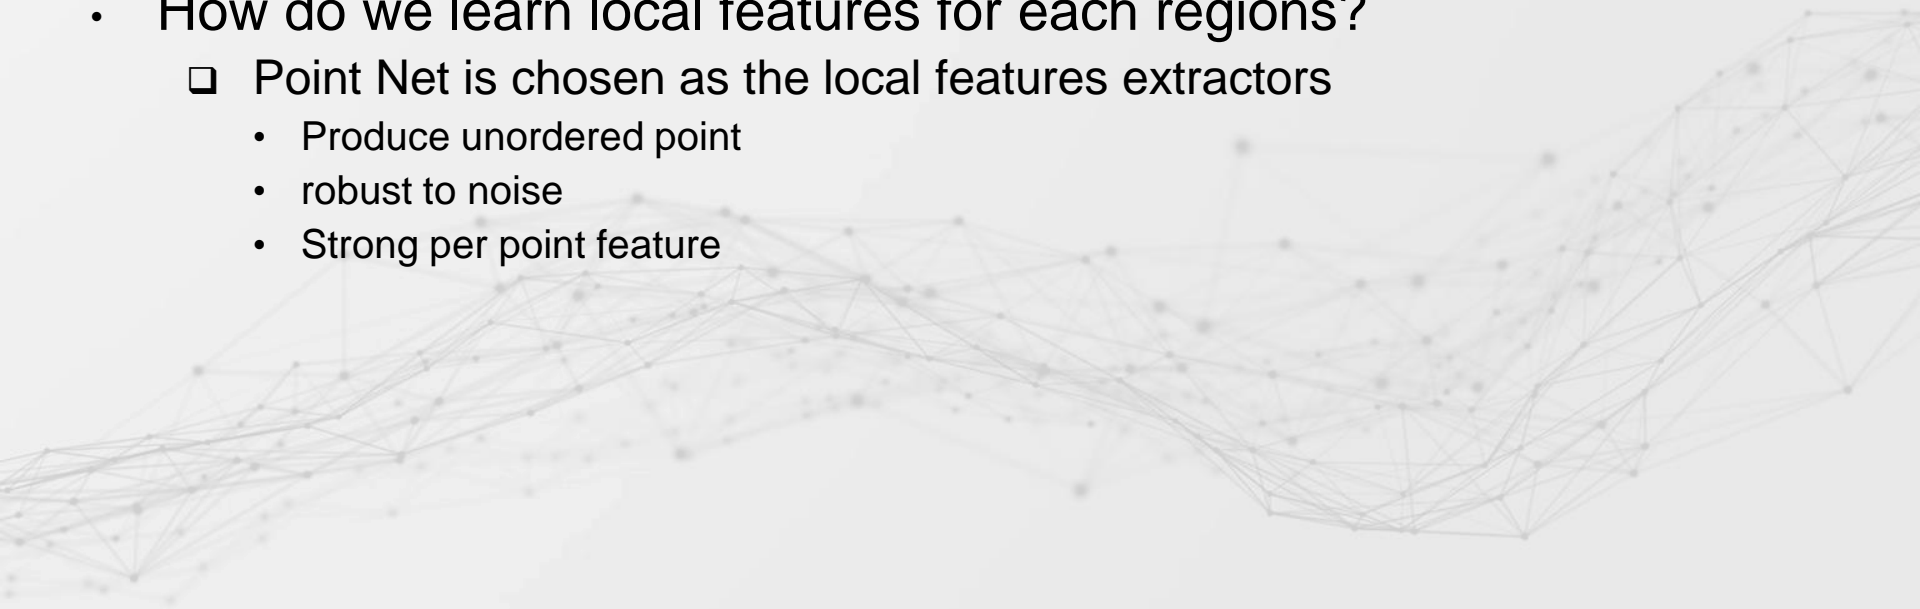 • How do we learn local features for each regions?
❑ Point Net is chosen as the local features extractors
• Produce unordered point
• robust to noise
• Strong per point feature